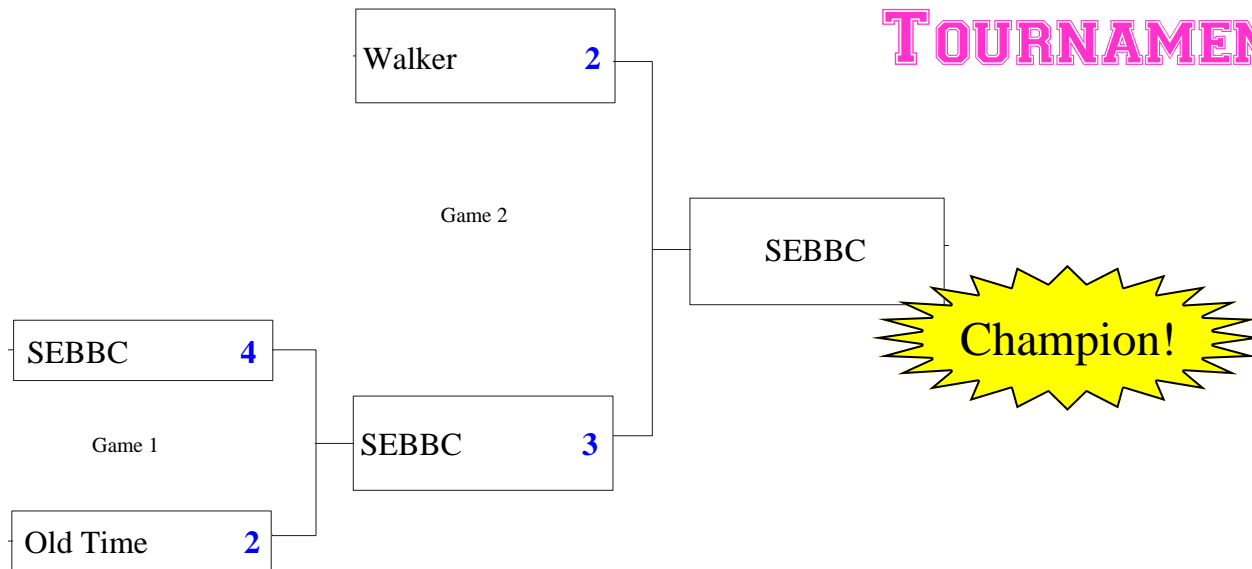 TOURNAMEN
Walker 2
Game 2
SEBBC
Champion!
SEBBC 4
Game 1
SEBBC 3
Old Time 2